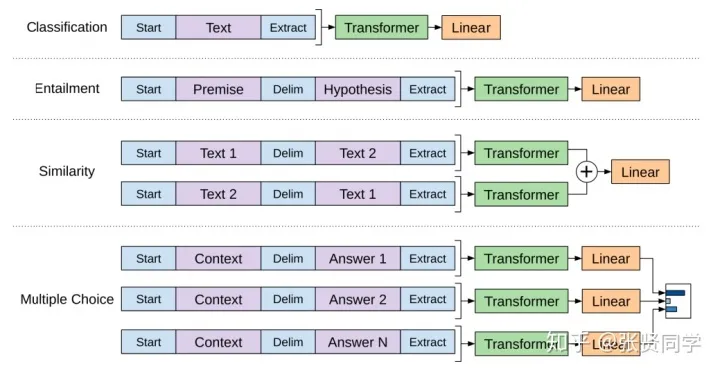 Classification Start Text Extract Transformer Linear
Entailment Start Premise Delim Hypothesis Extract Transformer Linear
Start Text 1 Delim Text 2 Extract Transformer
Similarity + Linear
Start Text 2 Delim Text 1 Extract Transformer
Start Context Delim Answer 1 Extract Transformer Linear
Multiple Choice Start Context Delim Answer 2 Extract Transformer Linear
Start Context Delim Answer N Extract Transformer Linear
知乎 @张贤同学